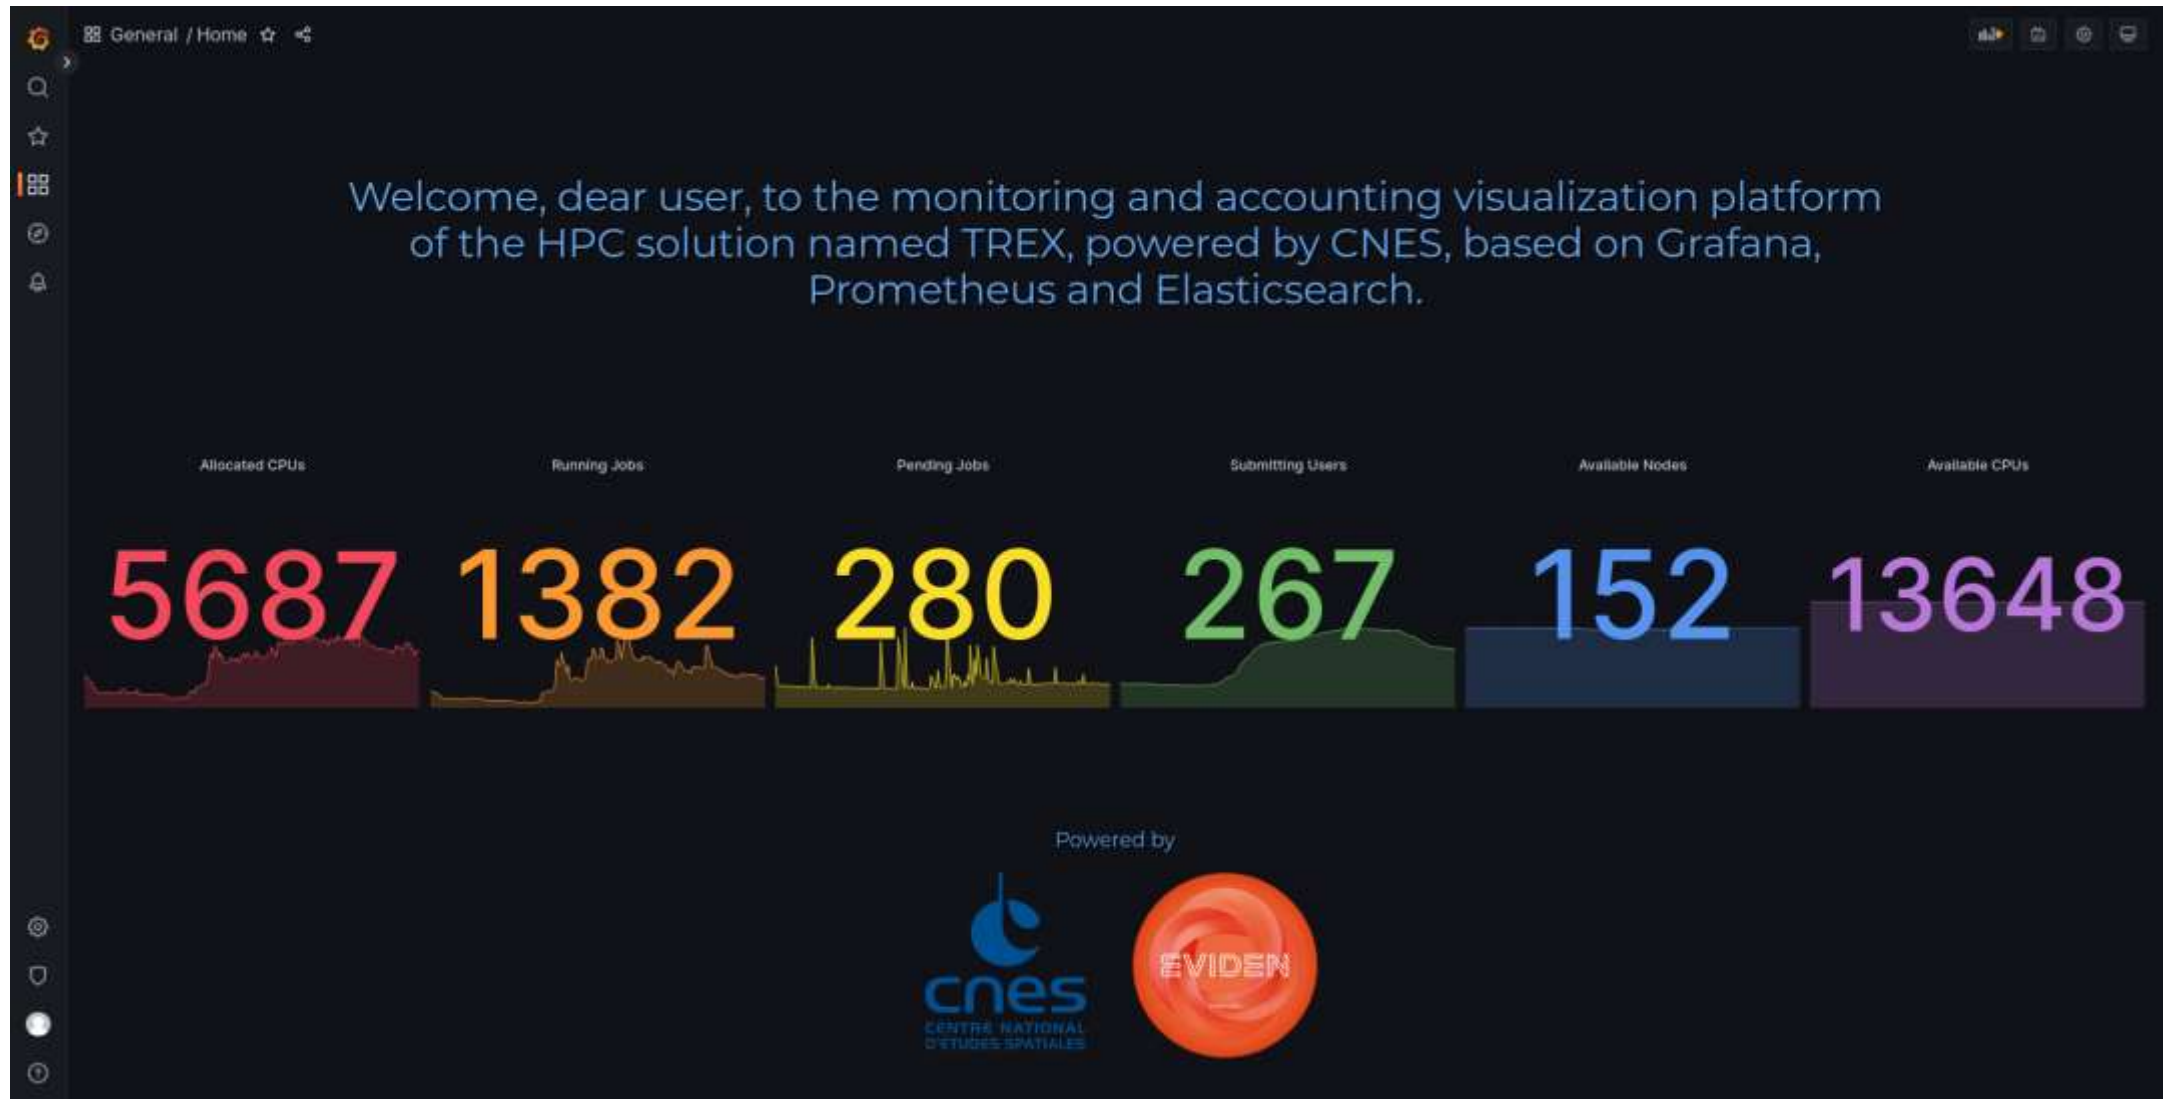 General / Home
Welcome, dear user, to the monitoring and accounting visualization platform
of the HPC solution named TREX, powered by CNES, based on Grafana,
Prometheus and Elasticsearch.
Allocated CPUs
Running Jobs
Pending Jobs
Submitting Users
Available Nodes
Available CPUs
5687
1382
280
267
152
13648
Powered by
cnes
CENTRE NATIONAL
D'ETUDES SPATIALES
EVIDEN